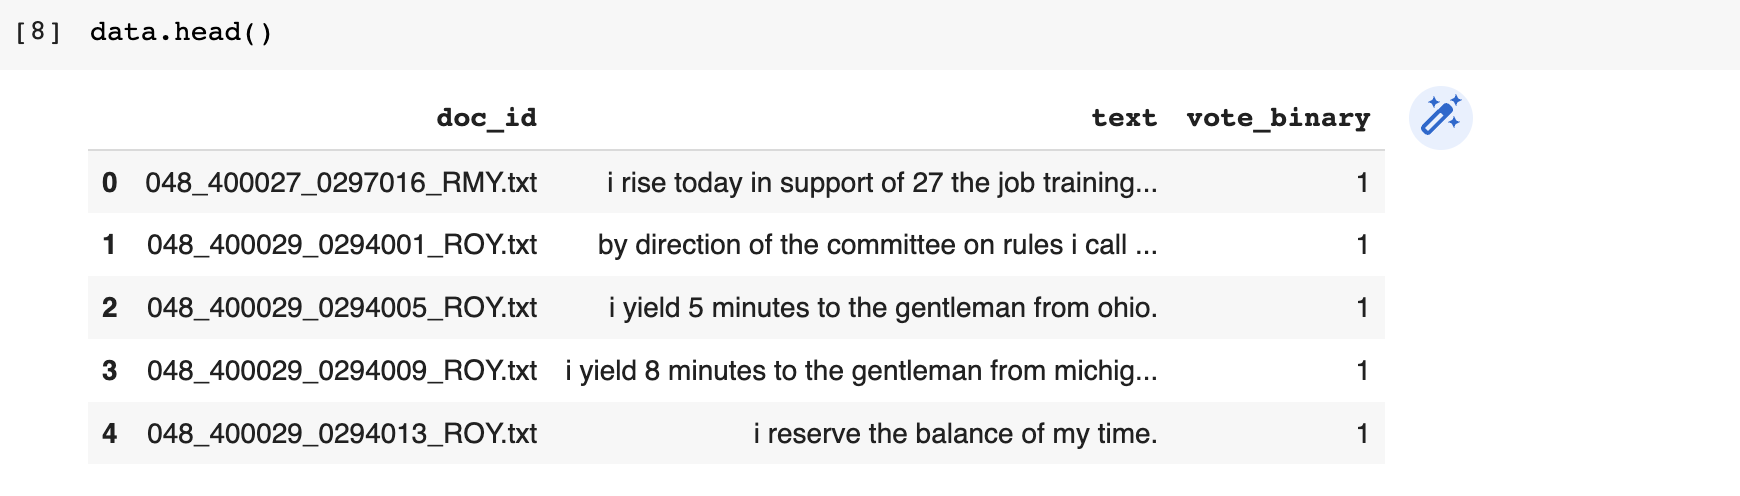 [8] data.head()
doc_id text vote_binary
0 048_400027_0297016_RMY.txt i rise today in support of 27 the job training... 1
1 048_400029_0294001_ROY.txt by direction of the committee on rules i call ... 1
2 048_400029_0294005_ROY.txt i yield 5 minutes to the gentleman from ohio. 1
3 048_400029_0294009_ROY.txt i yield 8 minutes to the gentleman from michig... 1
4 048_400029_0294013_ROY.txt i reserve the balance of my time. 1